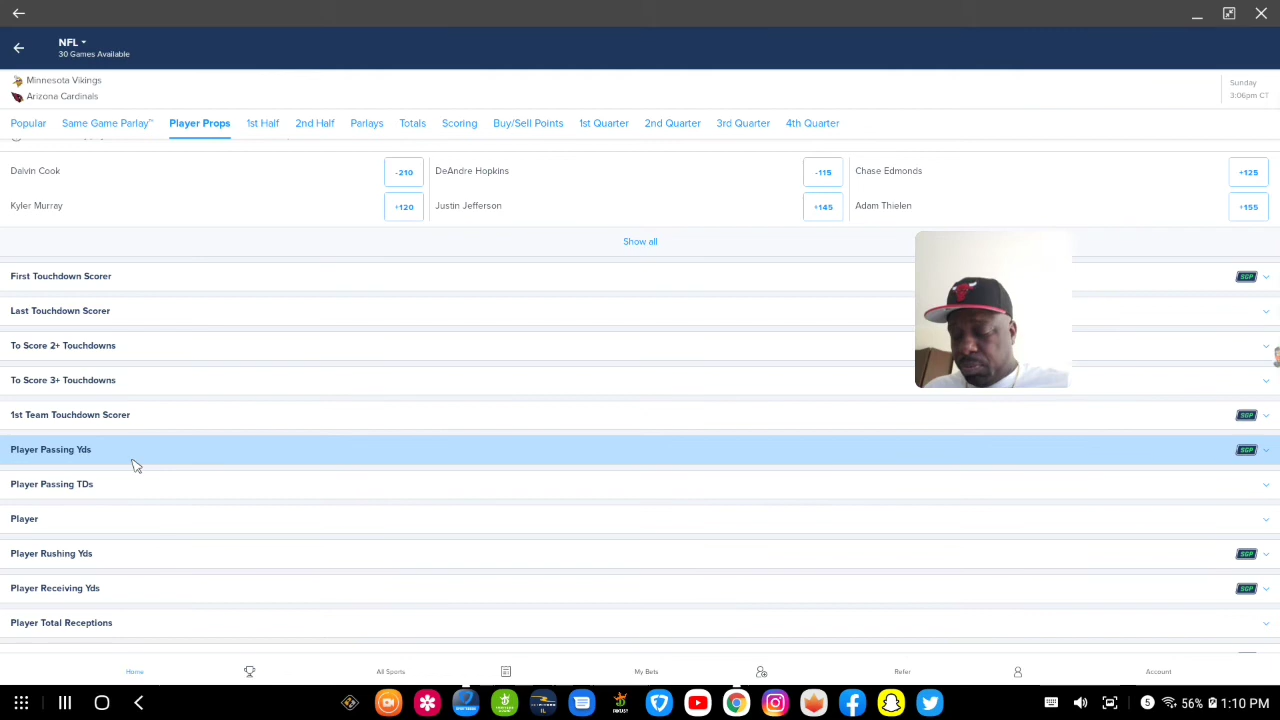 NFL
30 Games Available
Minnesota Vikings
Arizona Cardinals
Sunday
3:06pm CT
Popular Same Game Parlay™ Player Props 1st Half 2nd Half Parlays Totals Scoring Buy/Sell Points 1st Quarter 2nd Quarter 3rd Quarter 4th Quarter
Dalvin Cook -210 DeAndre Hopkins -115 Chase Edmonds +125
Kyler Murray +120 Justin Jefferson +145 Adam Thielen +155
Show all
First Touchdown Scorer SGP
Last Touchdown Scorer
To Score 2+ Touchdowns
To Score 3+ Touchdowns
1st Team Touchdown Scorer SGP
Player Passing Yds SGP
Player Passing TDs
Player
Player Rushing Yds SGP
Player Receiving Yds SGP
Player Total Receptions
Home All Sports My Bets Refer Account
5 56% 1:10 PM